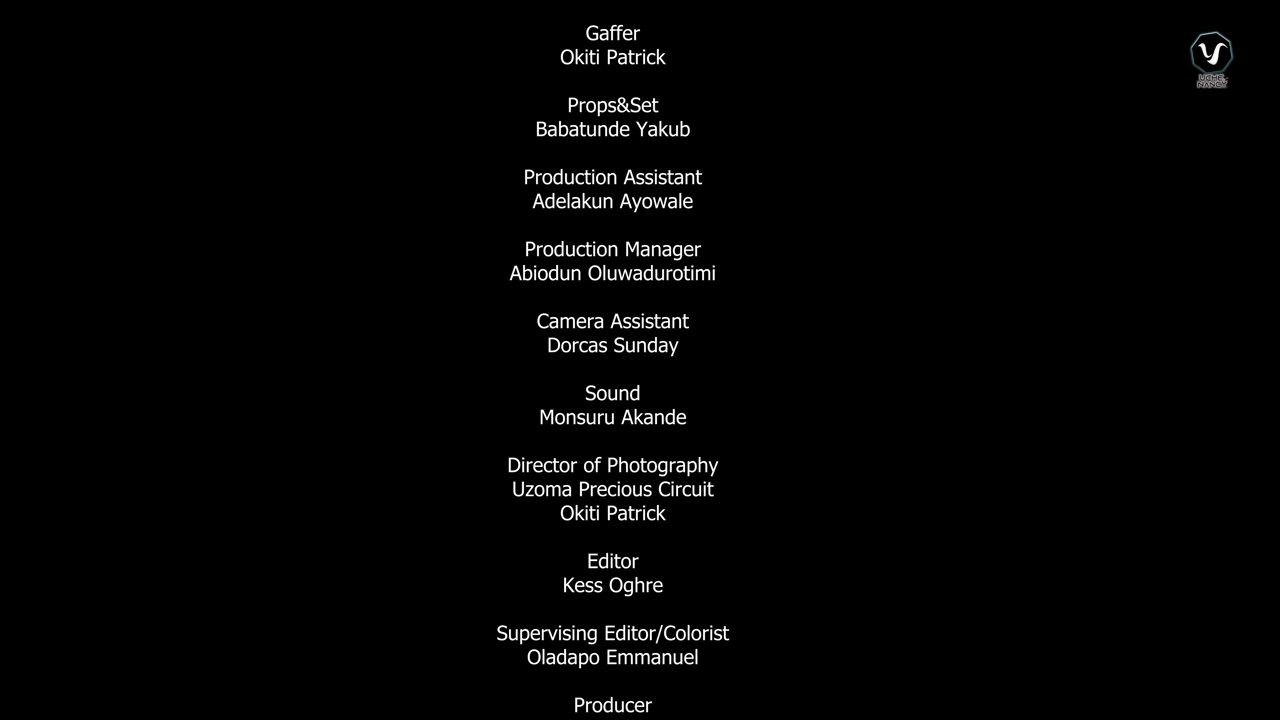 Gaffer
Okiti Patrick
Props&Set
Babatunde Yakub
Production Assistant
Adelakun Ayowale
Production Manager
Abiodun Oluwadurotimi
Camera Assistant
Dorcas Sunday
Sound
Monsuru Akande
Director of Photography
Uzoma Precious Circuit
Okiti Patrick
Editor
Kess Oghre
Supervising Editor/Colorist
Oladapo Emmanuel
Producer
UCHE
NANCY